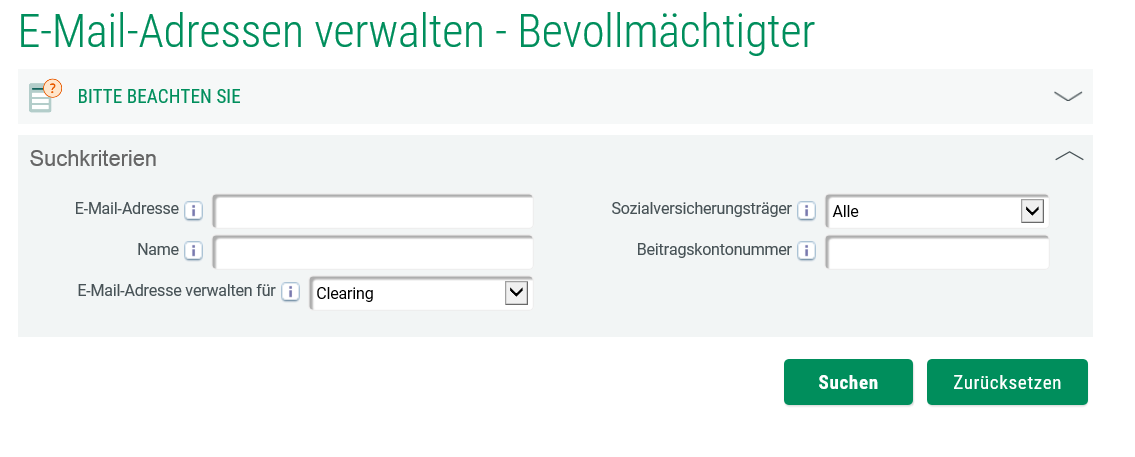 E-Mail-Adressen verwalten - Bevollmächtigter
? BITTE BEACHTEN SIE
Suchkriterien
E-Mail-Adresse i Sozialversicherungsträger i Alle
Name i Beitragskontonummer i
E-Mail-Adresse verwalten für i Clearing
Suchen Zurücksetzen